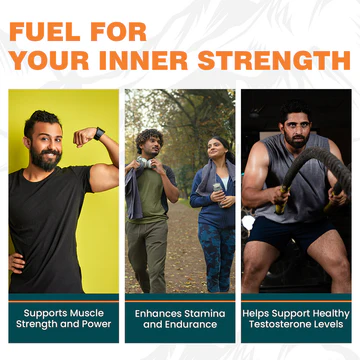 FUEL FOR
YOUR INNER STRENGTH
Supports Muscle
Strength and Power
Enhances Stamina
and Endurance
Helps Support Healthy
Testosterone Levels